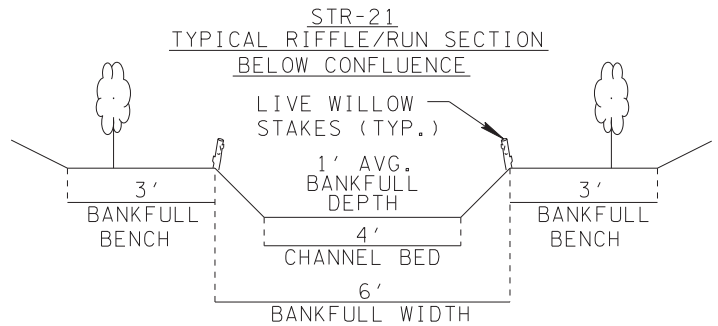 STR-21
TYPICAL RIFFLE/RUN SECTION
BELOW CONFLUENCE
LIVE WILLOW
STAKES (TYP.)
1' AVG.
BANKFULL
DEPTH
3'
BANKFULL
BENCH
3'
BANKFULL
BENCH
4'
CHANNEL BED
6'
BANKFULL WIDTH